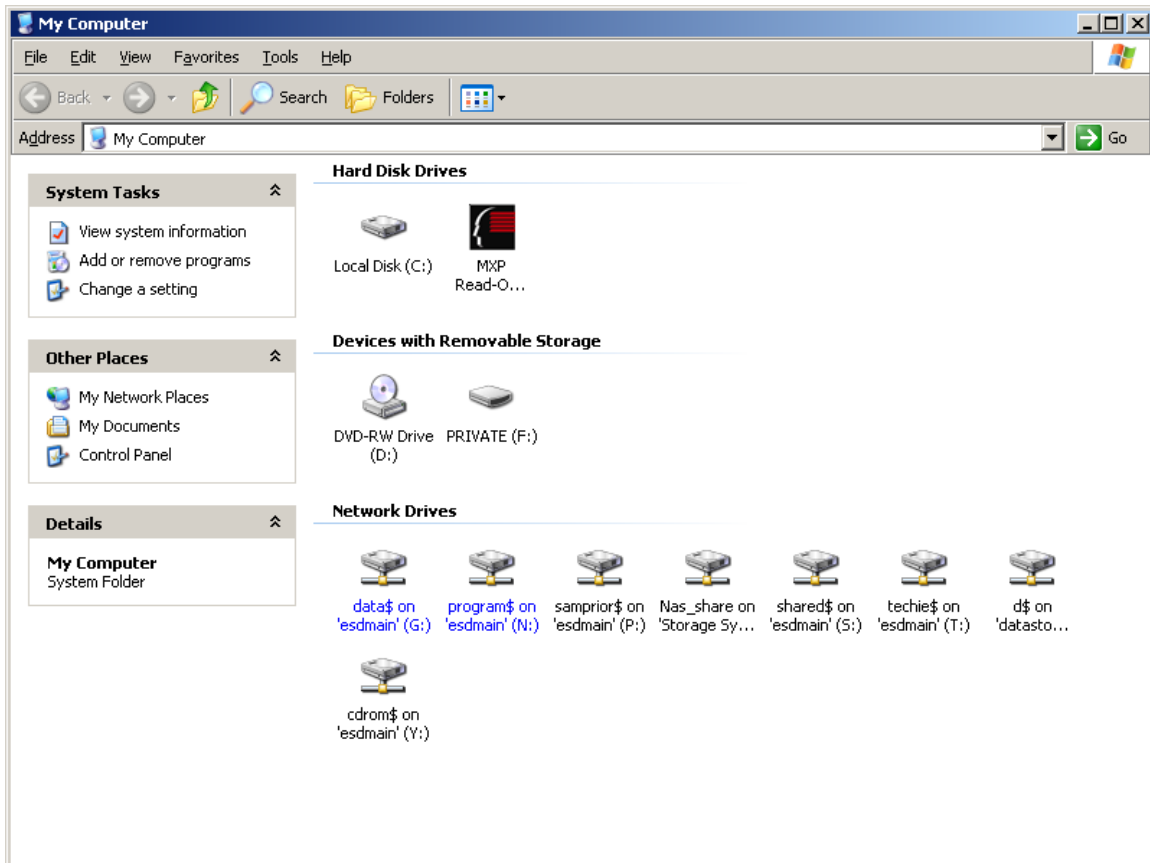 My Computer
File Edit View Favorites Tools Help
Back Search Folders
Address My Computer Go
System Tasks
View system information
Add or remove programs
Change a setting
Other Places
My Network Places
My Documents
Control Panel
Details
My Computer
System Folder
Hard Disk Drives
Local Disk (C:)
MXP
Read-O...
Devices with Removable Storage
DVD-RW Drive
(D:)
PRIVATE (F:)
Network Drives
data$ on
'esdmain' (G:)
program$ on
'esdmain' (N:)
samprior$ on
'esdmain' (P:)
Nas_share on
'Storage Sy...
shared$ on
'esdmain' (S:)
techie$ on
'esdmain' (T:)
d$ on
'datasto...
cdrom$ on
'esdmain' (Y:)